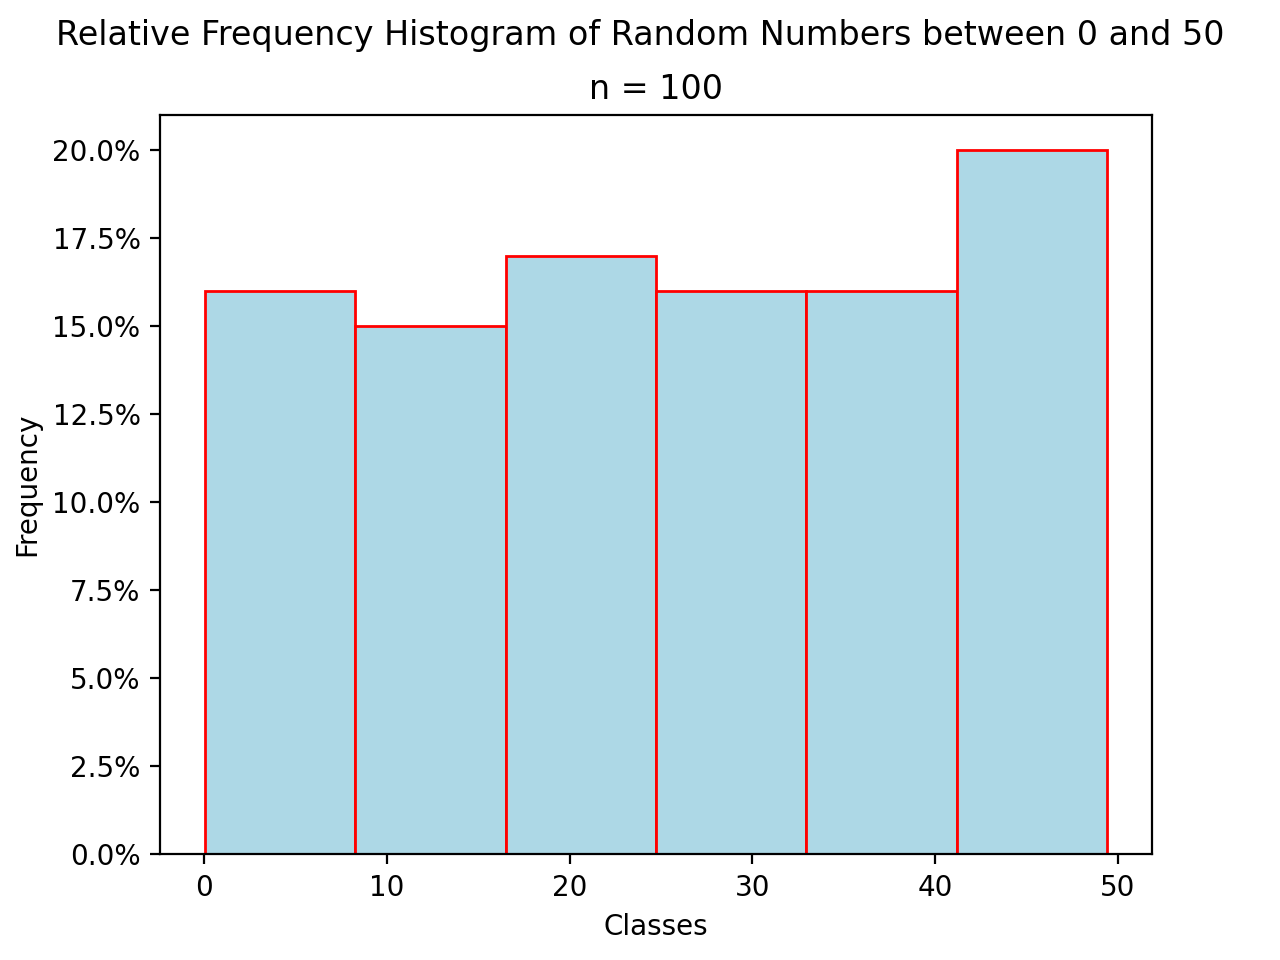 Relative Frequency Histogram of Random Numbers between 0 and 50
n = 100
20.0%
17.5%
15.0%
12.5%
10.0%
7.5%
5.0%
2.5%
0.0%
Frequency
0 10 20 30 40 50
Classes